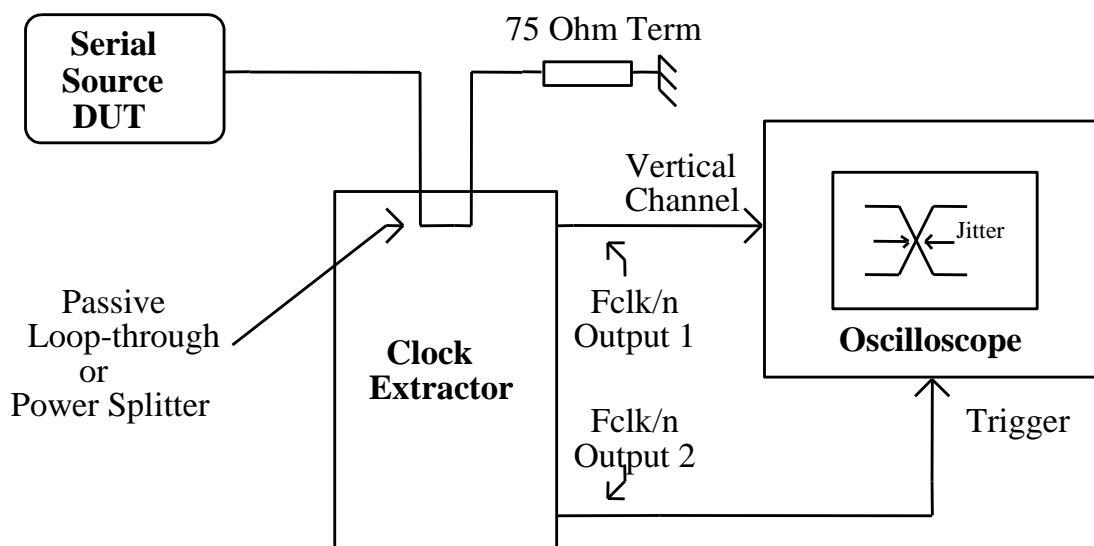 Serial
Source
DUT
75 Ohm Term
Vertical
Channel
Jitter
Passive
Loop-through
or
Power Splitter
Fclk/n
Output 1
Clock
Extractor
Oscilloscope
Fclk/n
Output 2
Trigger